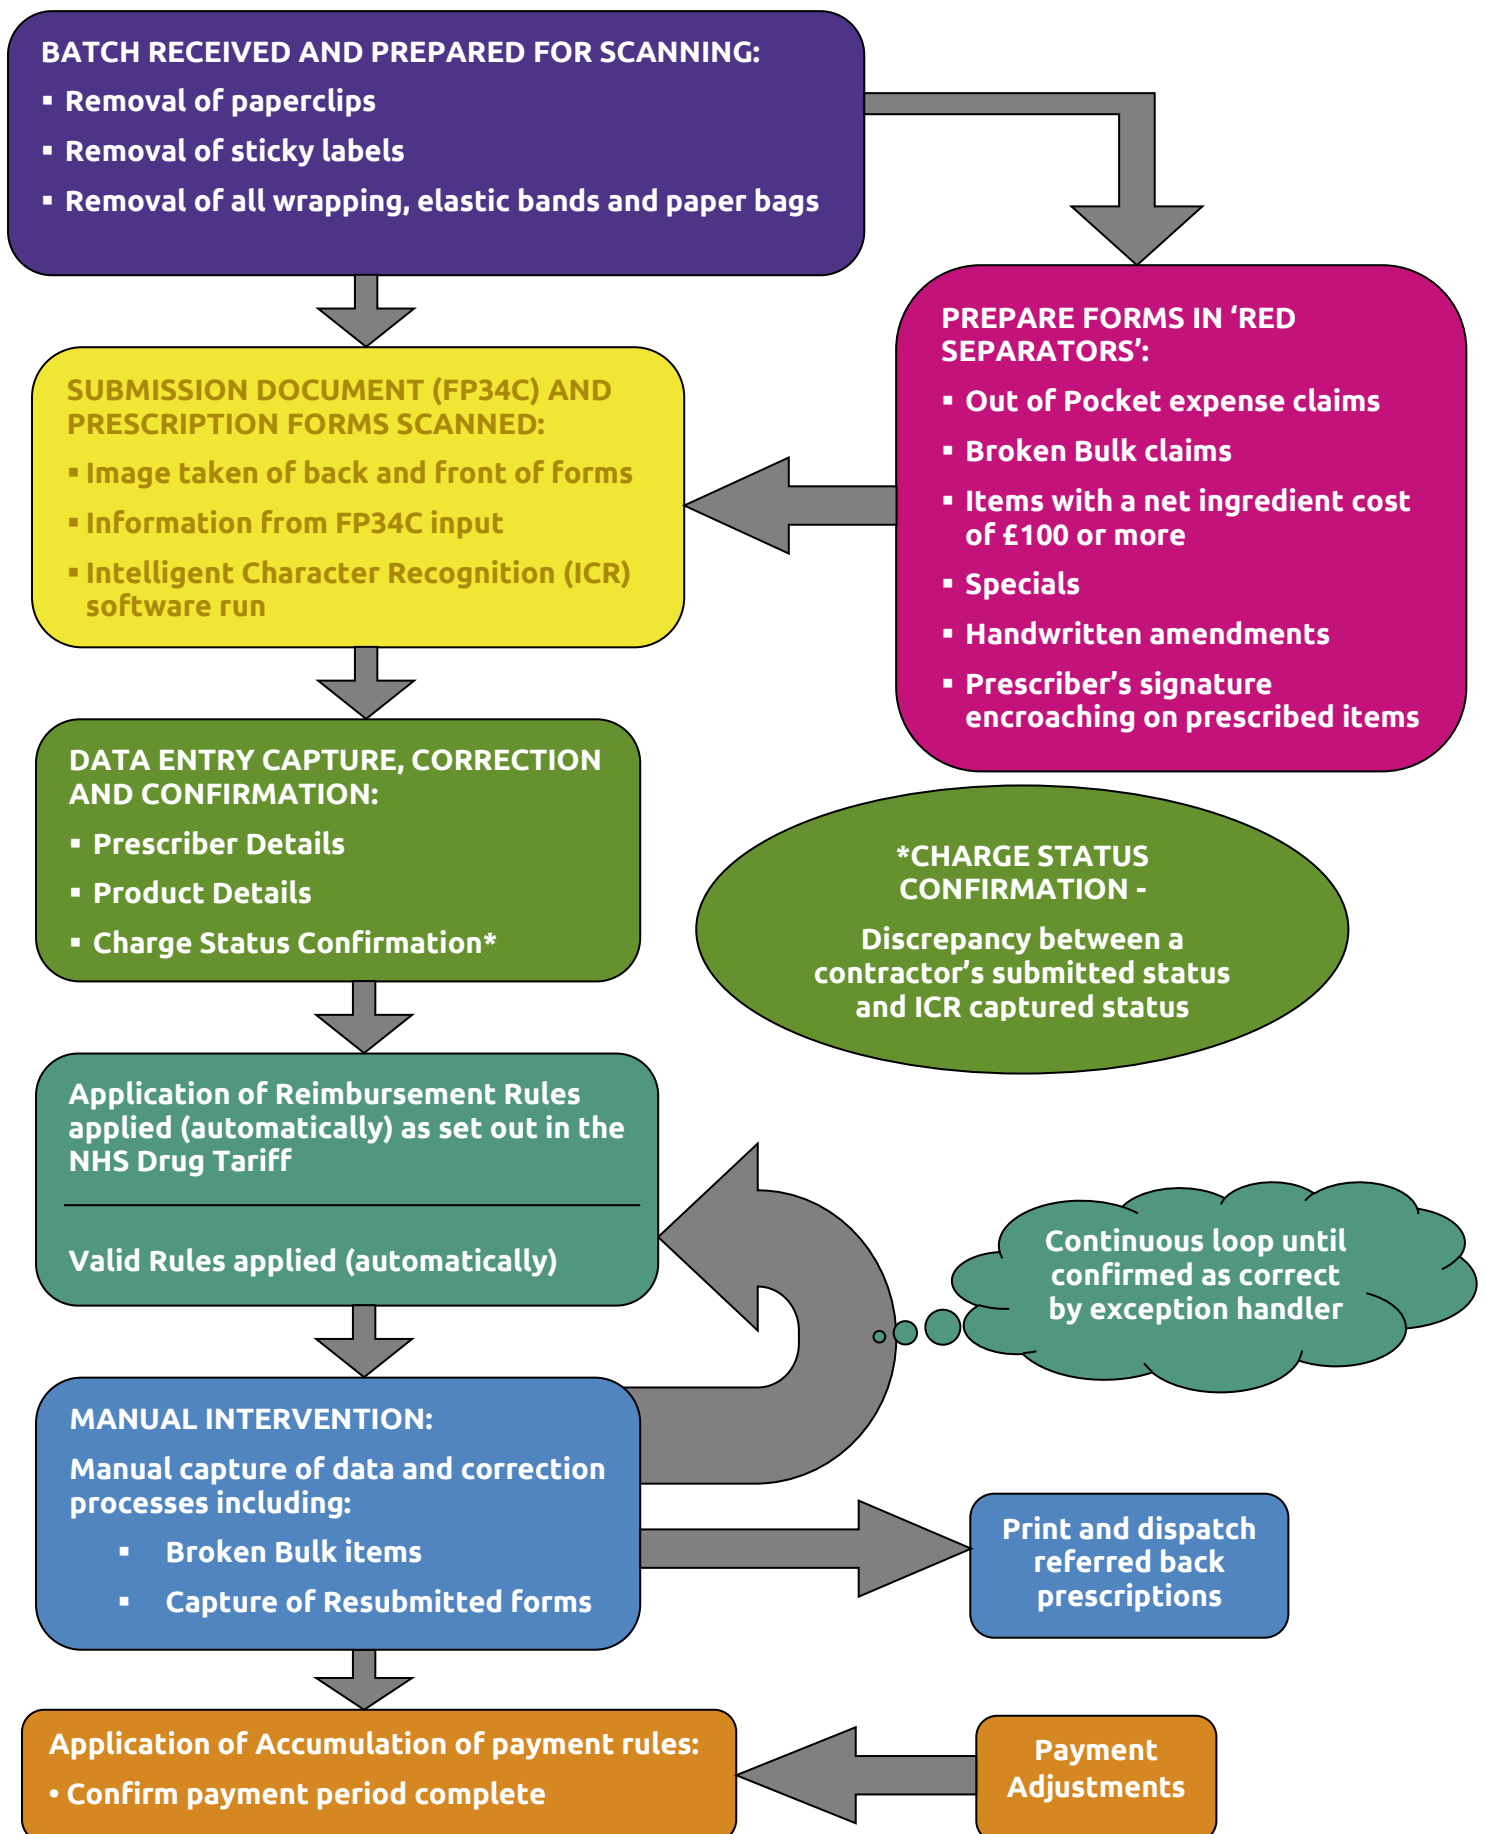 BATCH RECEIVED AND PREPARED FOR SCANNING:
▪ Removal of paperclips
▪ Removal of sticky labels
▪ Removal of all wrapping, elastic bands and paper bags
PREPARE FORMS IN ‘RED
SEPARATORS’:
▪ Out of Pocket expense claims
▪ Broken Bulk claims
▪ Items with a net ingredient cost
of £100 or more
▪ Specials
▪ Handwritten amendments
▪ Prescriber’s signature
encroaching on prescribed items
SUBMISSION DOCUMENT (FP34C) AND
PRESCRIPTION FORMS SCANNED:
▪ Image taken of back and front of forms
▪ Information from FP34C input
▪ Intelligent Character Recognition (ICR)
software run
DATA ENTRY CAPTURE, CORRECTION
AND CONFIRMATION:
▪ Prescriber Details
▪ Product Details
▪ Charge Status Confirmation*
*CHARGE STATUS
CONFIRMATION -
Discrepancy between a
contractor’s submitted status
and ICR captured status
Application of Reimbursement Rules
applied (automatically) as set out in the
NHS Drug Tariff
Valid Rules applied (automatically)
Continuous loop until
confirmed as correct
by exception handler
MANUAL INTERVENTION:
Manual capture of data and correction
processes including:
▪ Broken Bulk items
▪ Capture of Resubmitted forms
Print and dispatch
referred back
prescriptions
Application of Accumulation of payment rules:
• Confirm payment period complete
Payment
Adjustments